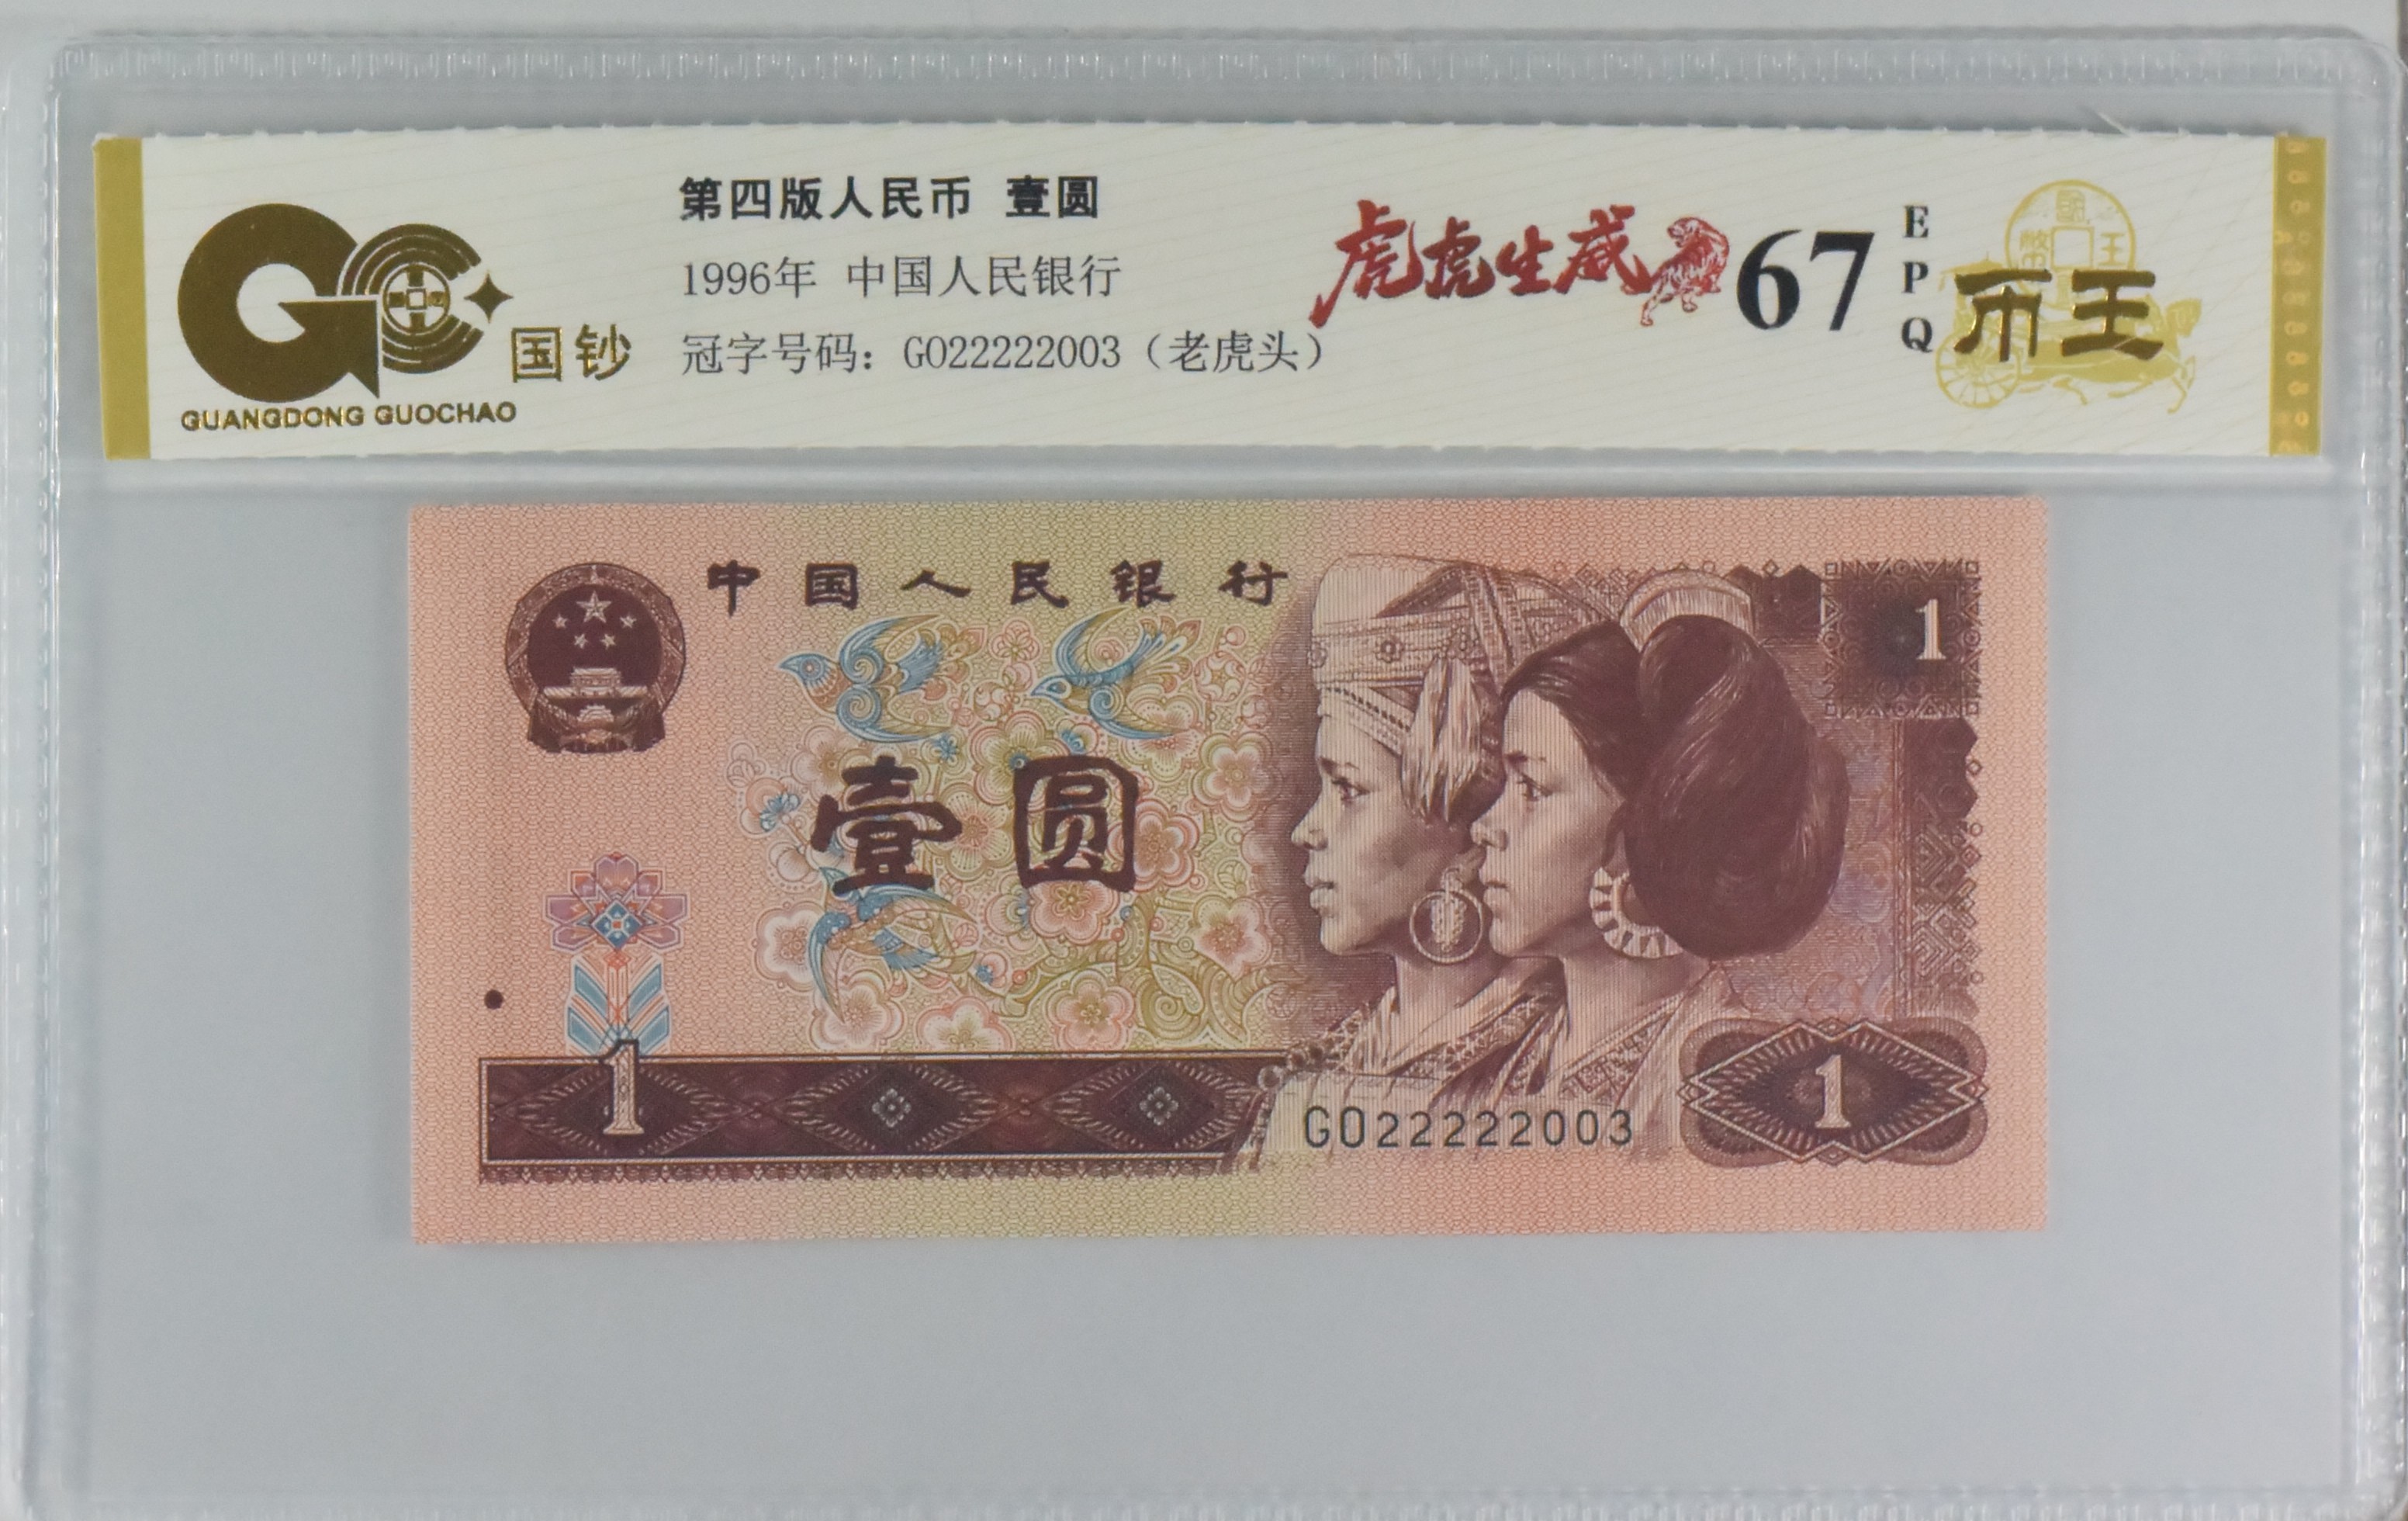 第四版人民币 壹圆
1996年 中国人民银行
冠字号码：GO22222003（老虎头）
国钞
GUANGDONG GUOCHAO
虎虎生威
67
E
P
Q
币王
中国人民银行
1
壹圆
1
GO22222003
1